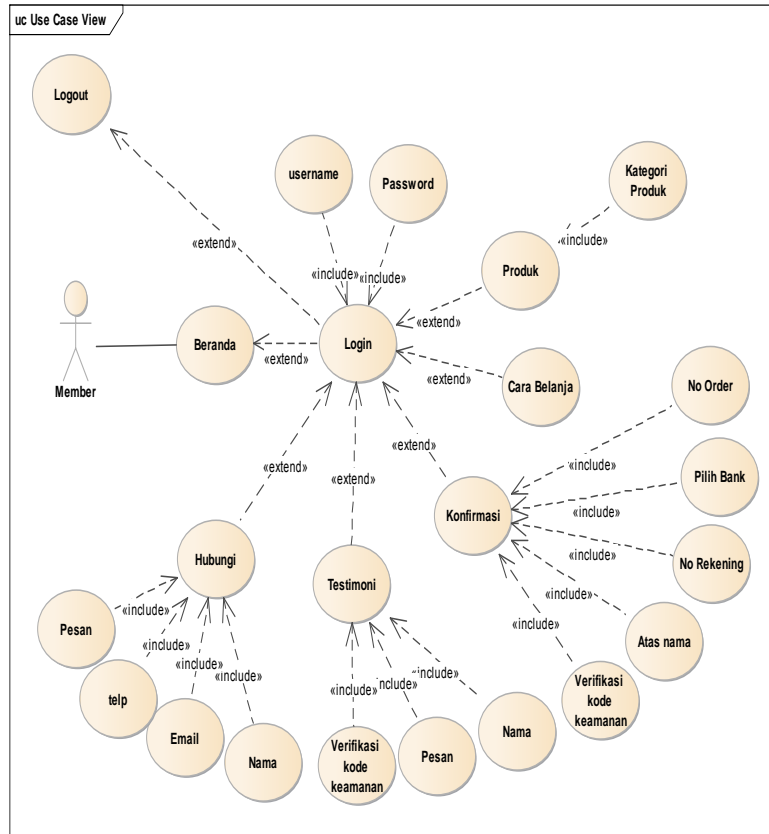 uc Use Case View
Logout
username
Password
Kategori
Produk
«include»
Produk
«extend»
«include»
«include»
«extend»
Member
Beranda
«extend»
Login
«extend»
Cara Belanja
No Order
«extend»
«extend»
«extend»
«include»
Pilih Bank
Konfirmasi
«include»
Hubungi
Testimoni
«include»
No Rekening
«include»
Atas nama
«include»
Pesan
«include»
telp
«include»
Email
«include»
«include»
Nama
«include»
Verifikasi
kode
keamanan
«include»
Pesan
«include»
Nama
Verifikasi
kode
keamanan